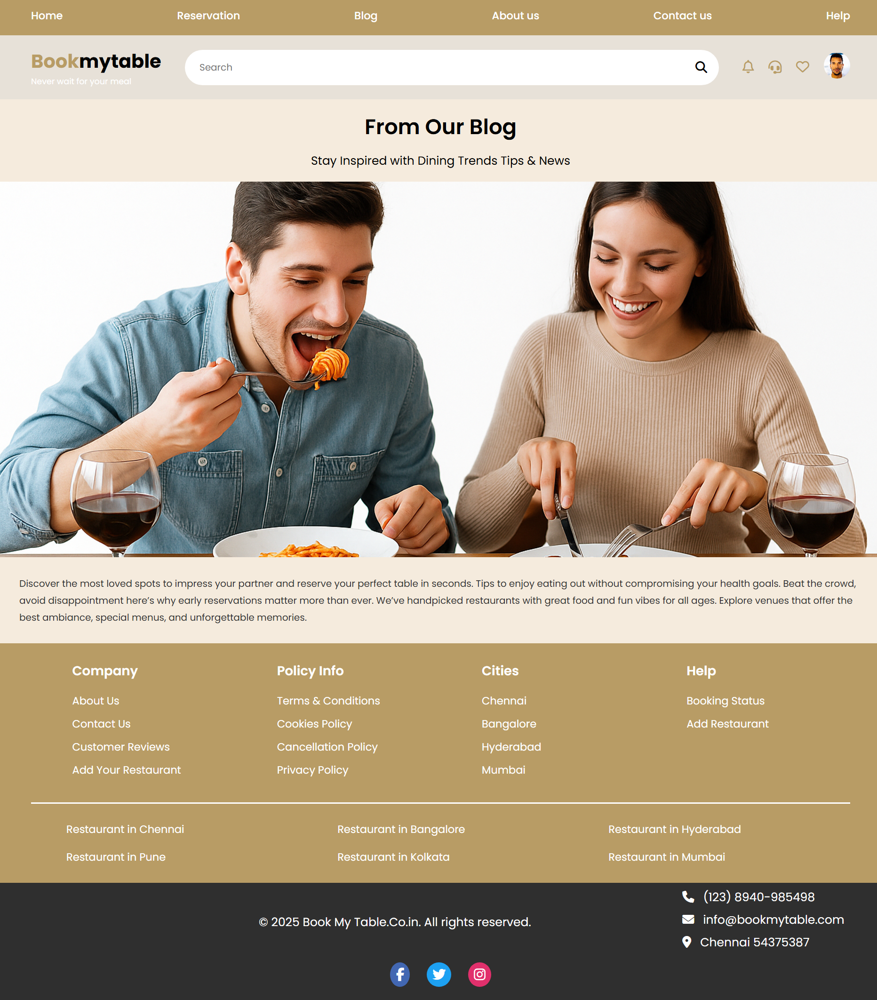 Home Reservation Blog About us Contact us Help
Bookmytable
Never wait for your meal
Search
From Our Blog
Stay Inspired with Dining Trends Tips & News
Discover the most loved spots to impress your partner and reserve your perfect table in seconds. Tips to enjoy eating out without compromising your health goals. Beat the crowd,
avoid disappointment here’s why early reservations matter more than ever. We’ve handpicked restaurants with great food and fun vibes for all ages. Explore venues that offer the
best ambiance, special menus, and unforgettable memories.
Company
About Us
Contact Us
Customer Reviews
Add Your Restaurant
Policy Info
Terms & Conditions
Cookies Policy
Cancellation Policy
Privacy Policy
Cities
Chennai
Bangalore
Hyderabad
Mumbai
Help
Booking Status
Add Restaurant
Restaurant in Chennai Restaurant in Bangalore Restaurant in Hyderabad
Restaurant in Pune Restaurant in Kolkata Restaurant in Mumbai
© 2025 Book My Table.Co.in. All rights reserved.
(123) 8940-985498
info@bookmytable.com
Chennai 54375387